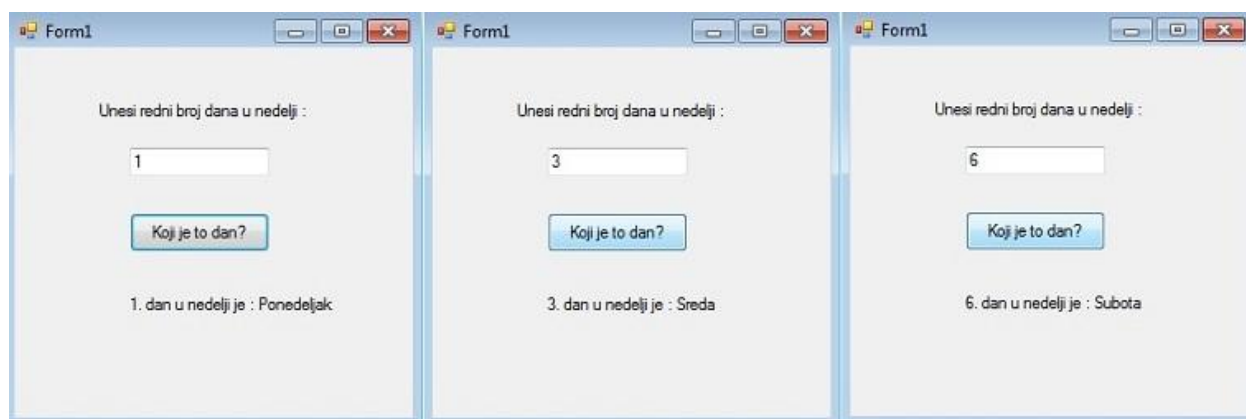 Form1
Unesi redni broj dana u nedelji :
1
Koji je to dan?
1. dan u nedelji je : Ponedeljak
Form1
Unesi redni broj dana u nedelji :
3
Koji je to dan?
3. dan u nedelji je : Sreda
Form1
Unesi redni broj dana u nedelji :
6
Koji je to dan?
6. dan u nedelji je : Subota